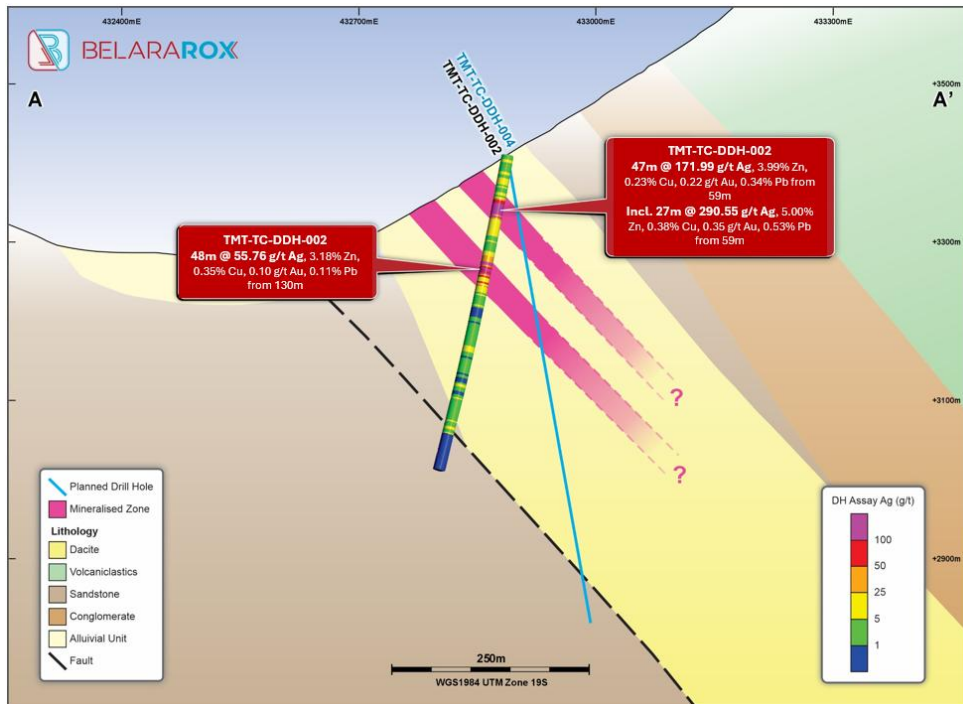 432400mE
432700mE
433000mE
433300mE
BELARAROX
A
A'
TMT-TC-DDH-004
TMT-TC-DDH-002
+3500m
+3300m
+3100m
+2900m
TMT-TC-DDH-002
47m @ 171.99 g/t Ag, 3.99% Zn,
0.23% Cu, 0.22 g/t Au, 0.34% Pb from
59m
Incl. 27m @ 290.55 g/t Ag, 5.00%
Zn, 0.38% Cu, 0.35 g/t Au, 0.53% Pb
from 59m
TMT-TC-DDH-002
48m @ 55.76 g/t Ag, 3.18% Zn,
0.35% Cu, 0.10 g/t Au, 0.11% Pb
from 130m
?
?
Planned Drill Hole
Mineralised Zone
Lithology
Dacite
Volcaniclastics
Sandstone
Conglomerate
Alluivial Unit
Fault
250m
WGS1984 UTM Zone 19S
DH Assay Ag (g/t)
100
50
25
5
1